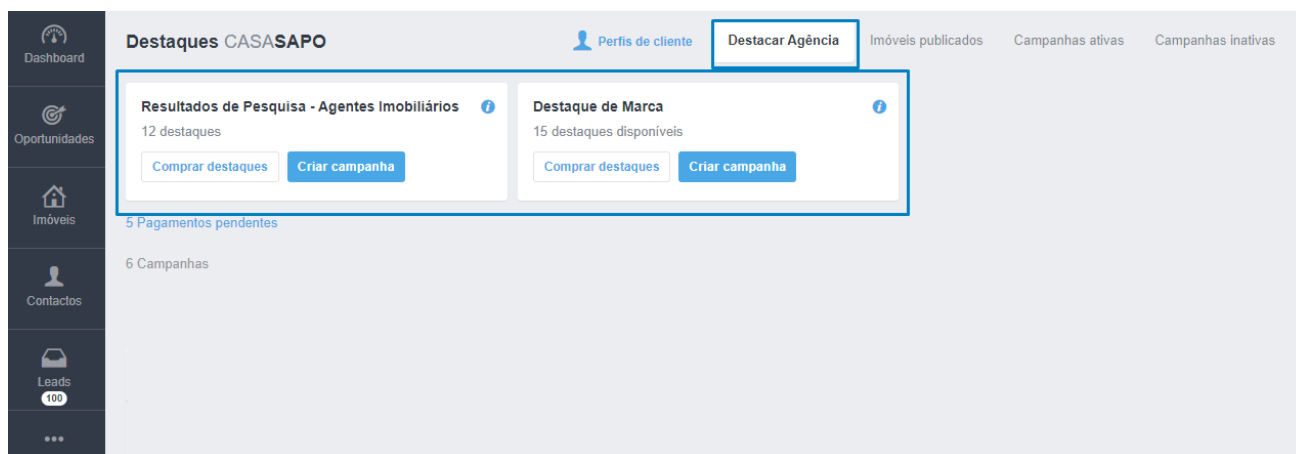 Dashboard
Oportunidades
Imóveis
Contactos
Leads
100
Destaques CASASAPO
Perfis de cliente
Destacar Agência
Imóveis publicados
Campanhas ativas
Campanhas inativas
Resultados de Pesquisa - Agentes Imobiliários
12 destaques
Comprar destaques
Criar campanha
Destaque de Marca
15 destaques disponíveis
Comprar destaques
Criar campanha
5 Pagamentos pendentes
6 Campanhas